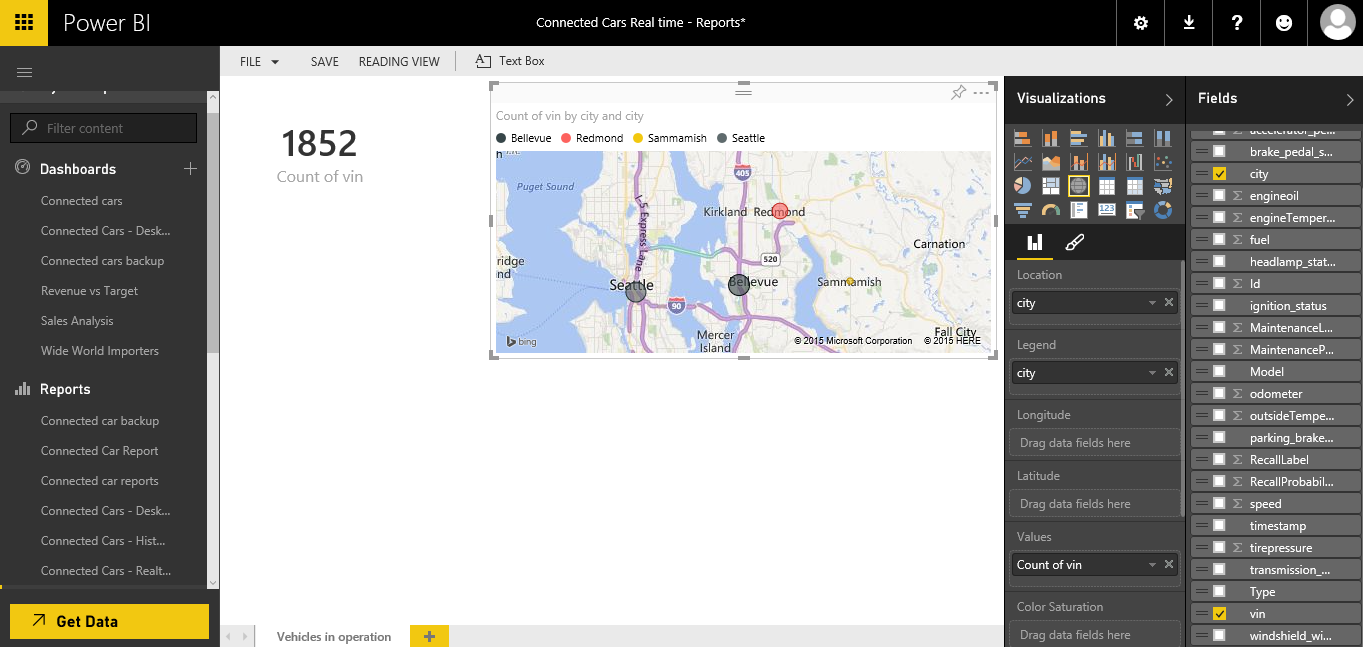 Power BI
Connected Cars Real time - Reports*
?
FILE
SAVE
READING VIEW
Text Box
Filter content
Dashboards
Connected cars
Connected Cars - Desk...
Connected cars backup
Revenue vs Target
Sales Analysis
Wide World Importers
Reports
Connected car backup
Connected Car Report
Connected car reports
Connected Cars - Desk...
Connected Cars - Hist...
Connected Cars - Realt...
Get Data
1852
Count of vin
Count of vin by city and city
Bellevue Redmond Sammamish Seattle
Puget Sound
405
I-5 Express Lane
Kirkland
Redmond
Carnation
520
ridge
nd
Seattle
Bellevue
Sammamish
90
Mercer
Island
Fall City
bing
© 2015 Microsoft Corporation © 2015 HERE
Vehicles in operation
Visualizations
123
Location
city
Legend
city
Longitude
Drag data fields here
Latitude
Drag data fields here
Values
Count of vin
Color Saturation
Drag data fields here
Fields
accelerator_pe...
brake_pedal_s...
city
engineoil
engineTemper...
fuel
headlamp_stat...
Id
ignition_status
MaintenanceL...
MaintenanceP...
Model
odometer
outsideTempe...
parking_brake...
RecallLabel
RecallProbabil...
speed
timestamp
tirepressure
transmission_...
Type
vin
windshield_wi...